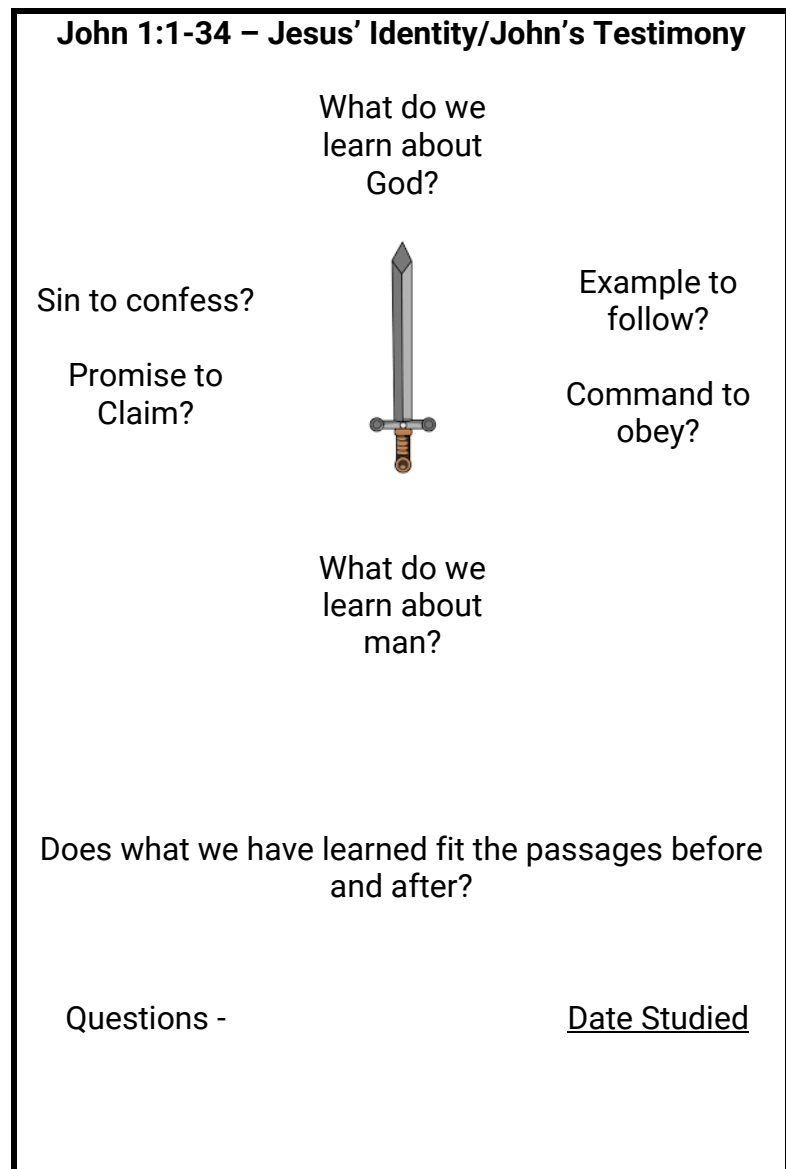 John 1:1-34 – Jesus’ Identity/John’s Testimony
What do we
learn about
God?
Sin to confess?
Promise to
Claim?
Example to
follow?
Command to
obey?
What do we
learn about
man?
Does what we have learned fit the passages before
and after?
Questions -
Date Studied